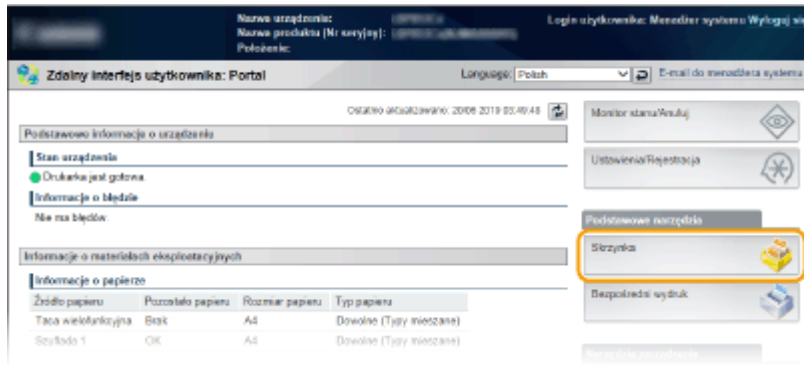 Nazwa urządzenia:
Login użytkownika: Menedżer systemu Wyloguj się
Nazwa produktu (Nr seryjny):
Położenie:
Zdalny interfejs użytkownika: Portal
Language: Polish
E-mail do menadżera systemu
Ostatnio aktualizowano: 20/06 2019 03:49:48
Monitor stanu/Anuluj
Podstawowe informacje o urządzeniu
Stan urządzenia
Ustawienia/Rejestracja
Drukarka jest gotowa.
Informacje o błędzie
Nie ma błędów.
Podstawowe narzędzia
Skrzynka
Informacje o materiałach eksploatacyjnych
Informacje o papierze
Bezpośredni wydruk
Źródło papieru Pozostało papieru Rozmiar papieru Typ papieru
Taca wielofunkcyjna Brak A4 Dowolne (Typy mieszane)
Szuflada 1 OK A4 Dowolne (Typy mieszane)